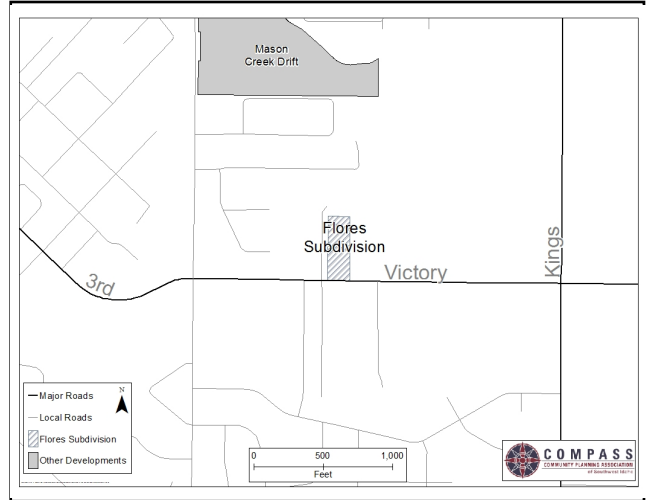 Mason
Creek Drift
Flores
Subdivision
Kings
Victory
3rd
N
Major Roads
Local Roads
Flores Subdivision
Other Developments
0 500 1,000
Feet
COMPASS
COMMUNITY PLANNING ASSOCIATION
of Southwest Idaho